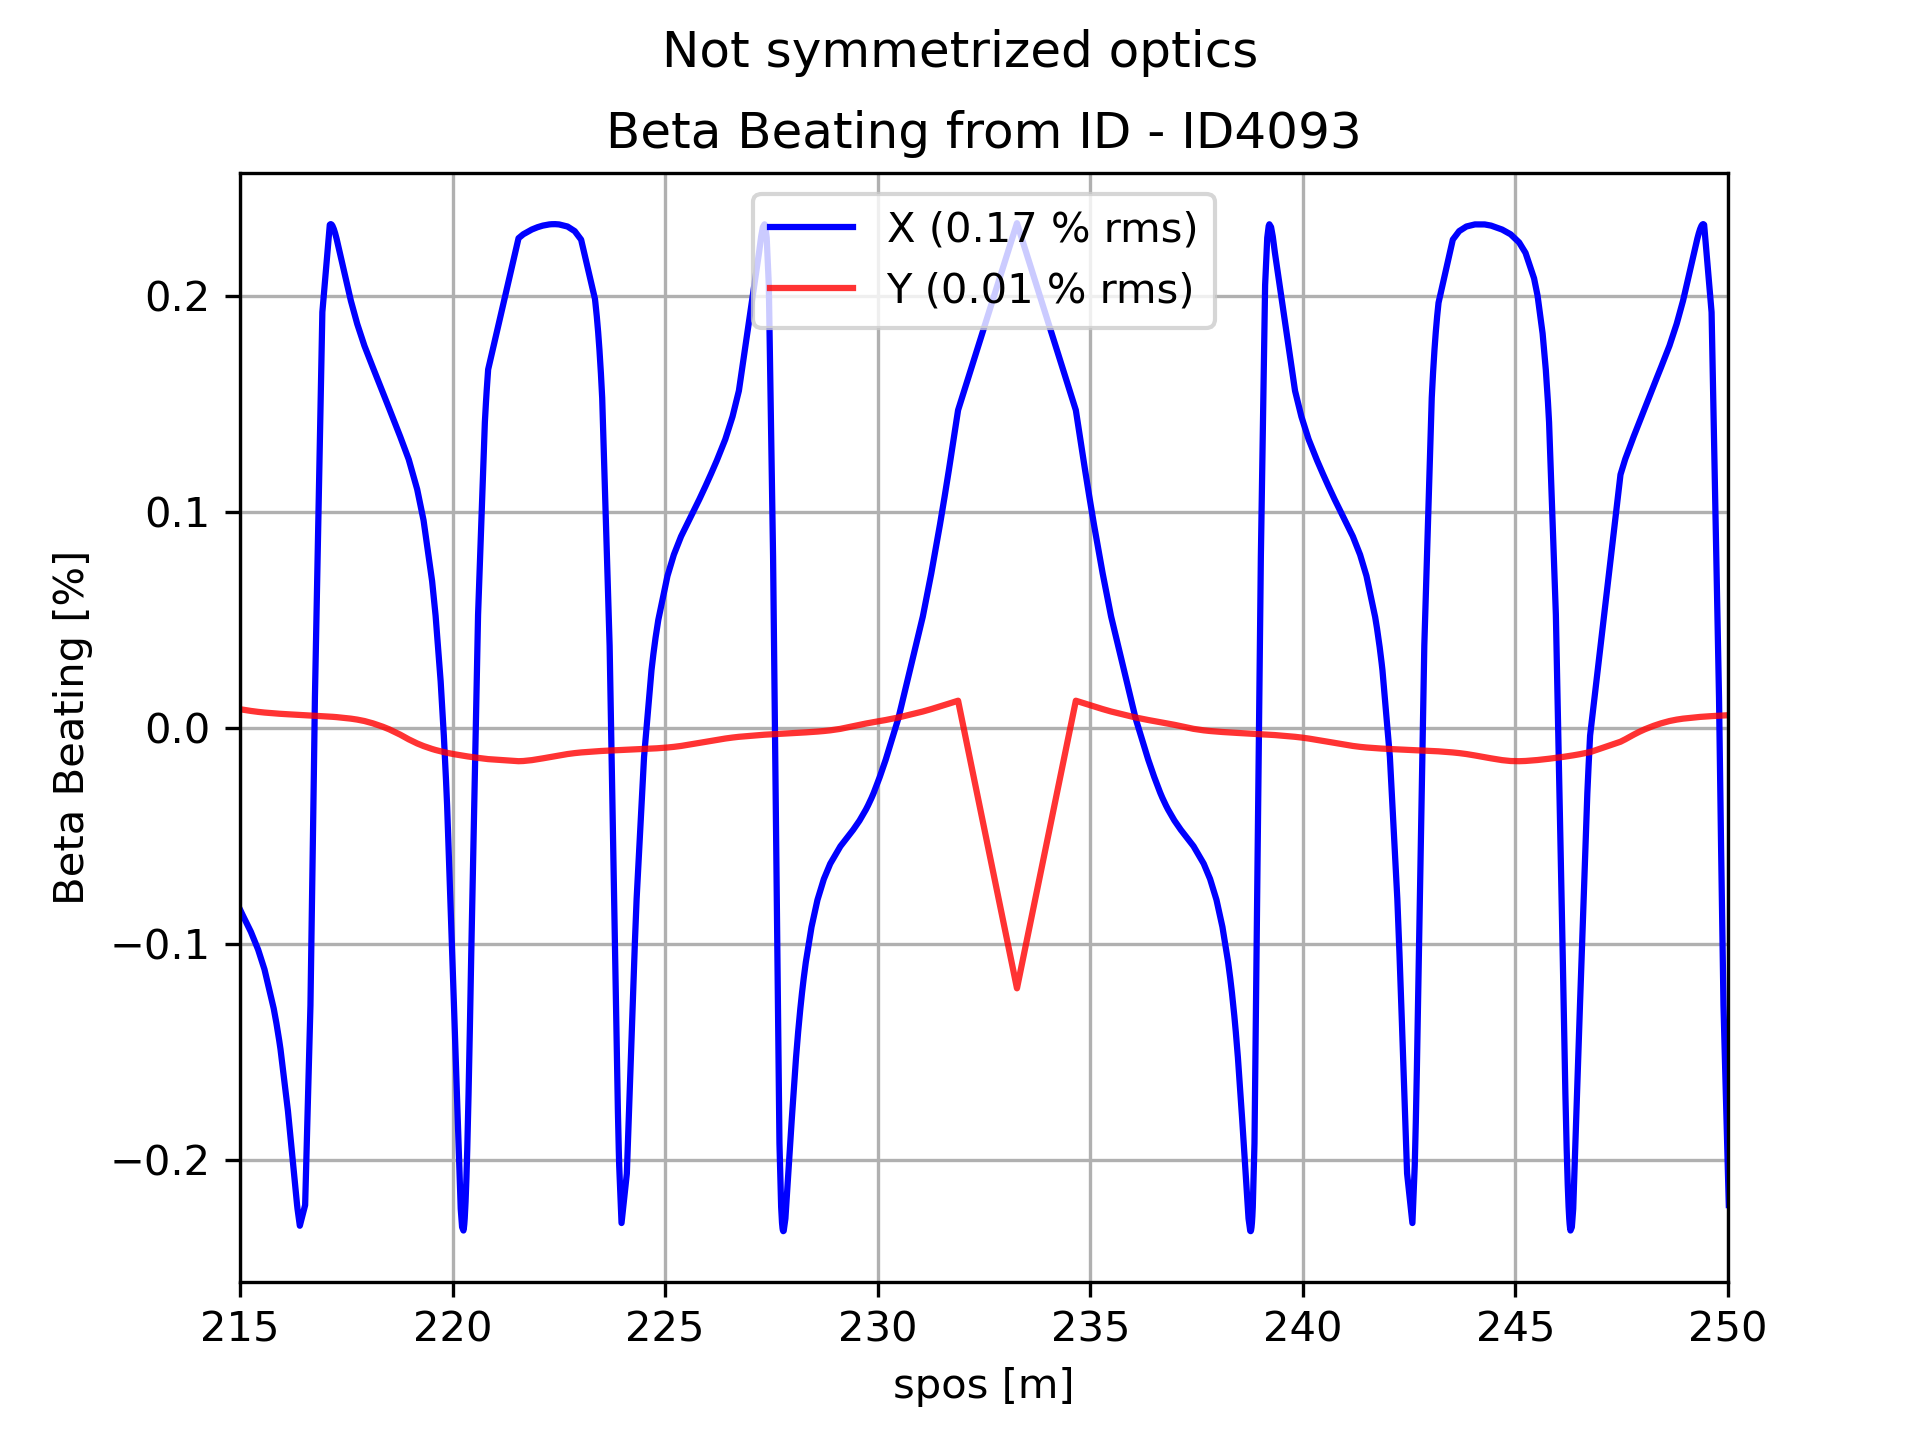 Not symmetrized optics
Beta Beating from ID - ID4093
X (0.17 % rms)
Y (0.01 % rms)
Beta Beating [%]
0.2
0.1
0.0
−0.1
−0.2
215 220 225 230 235 240 245 250
spos [m]